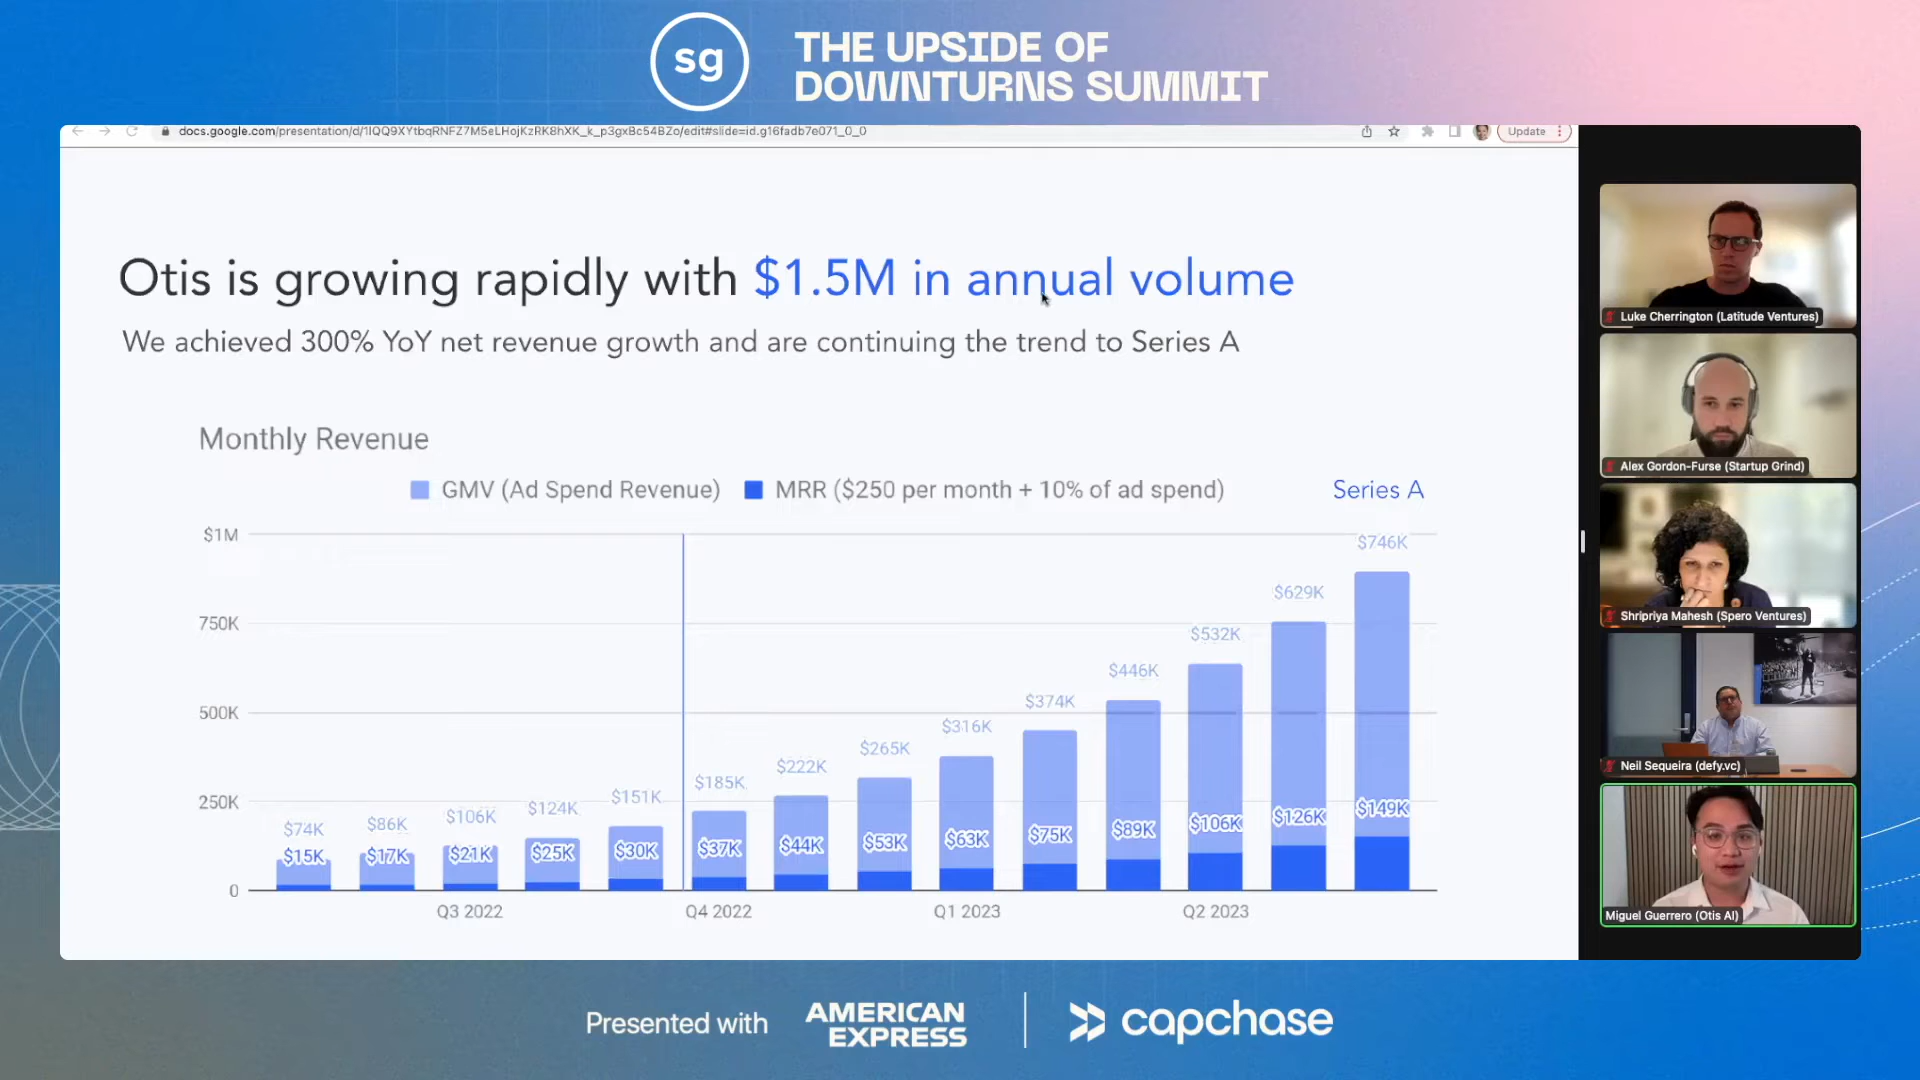 sg
THE UPSIDE OF
DOWNTURNS SUMMIT
docs.google.com/presentation/d/1IQQ9XYtbqRNFZ7M5eLHojKzRK8hXK_k_p3gxBc54BZo/edit#slide=id.g16fadb7e071_0_0
Update
Otis is growing rapidly with $1.5M in annual volume
We achieved 300% YoY net revenue growth and are continuing the trend to Series A
Monthly Revenue
GMV (Ad Spend Revenue) MRR ($250 per month + 10% of ad spend) Series A
$1M
750K
500K
250K
0
$74K $86K $106K $124K $151K $185K $222K $265K $316K $374K $446K $532K $629K $746K
$15K $17K $21K $25K $30K $37K $44K $53K $63K $75K $89K $106K $126K $149K
Q3 2022 Q4 2022 Q1 2023 Q2 2023
Luke Cherrington (Latitude Ventures)
Alex Gordon-Furse (Startup Grind)
Shripriya Mahesh (Spero Ventures)
Neil Sequeira (defy.vc)
Miguel Guerrero (Otis AI)
Presented with AMERICAN EXPRESS capchase